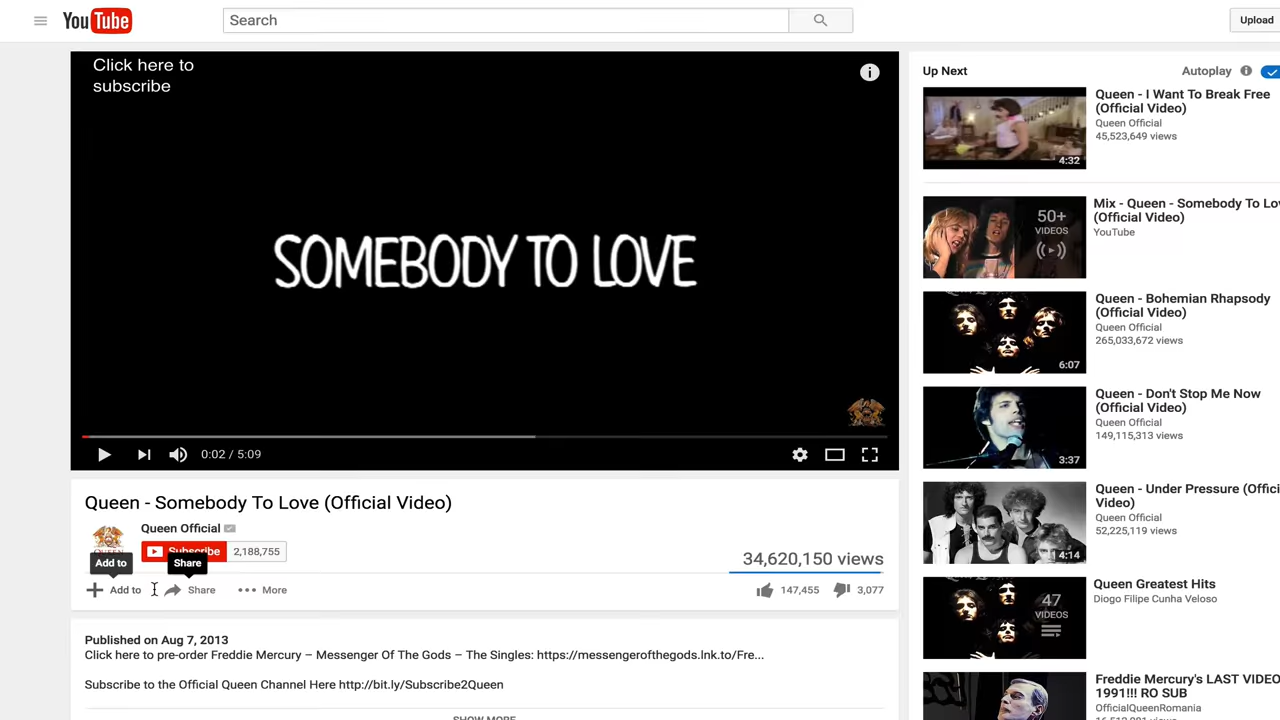 YouTube
Search
Upload
Click here to
subscribe
SOMEBODY TO LOVE
0:02 / 5:09
Queen - Somebody To Love (Official Video)
Queen Official
Subscribe
2,188,755
Add to
Share
34,620,150 views
Add to
Share
More
147,455
3,077
Published on Aug 7, 2013
Click here to pre-order Freddie Mercury – Messenger Of The Gods – The Singles: https://messengerofthegods.lnk.to/Fre...
Subscribe to the Official Queen Channel Here http://bit.ly/Subscribe2Queen
SHOW MORE
Up Next
Autoplay
Queen - I Want To Break Free
(Official Video)
Queen Official
45,523,649 views
4:32
Mix - Queen - Somebody To Lov
(Official Video)
YouTube
50+
VIDEOS
Queen - Bohemian Rhapsody
(Official Video)
Queen Official
265,033,672 views
6:07
Queen - Don't Stop Me Now
(Official Video)
Queen Official
149,115,313 views
3:37
Queen - Under Pressure (Offici
Video)
Queen Official
52,225,119 views
14:14
Queen Greatest Hits
Diogo Filipe Cunha Veloso
47
VIDEOS
Freddie Mercury's LAST VIDEO
1991!!! RO SUB
OfficialQueenRomania